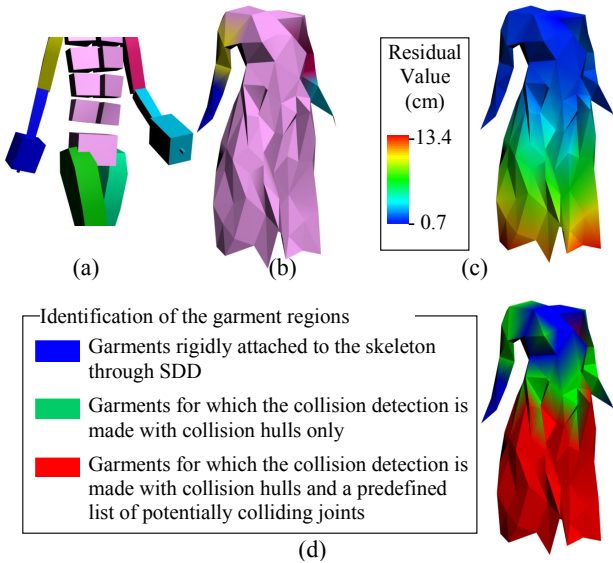 Residual
Value
(cm)
13.4
0.7
(a)
(b)
(c)
Identification of the garment regions
Garments rigidly attached to the skeleton
through SDD
Garments for which the collision detection is
made with collision hulls only
Garments for which the collision detection is
made with collision hulls and a predefined
list of potentially colliding joints
(d)